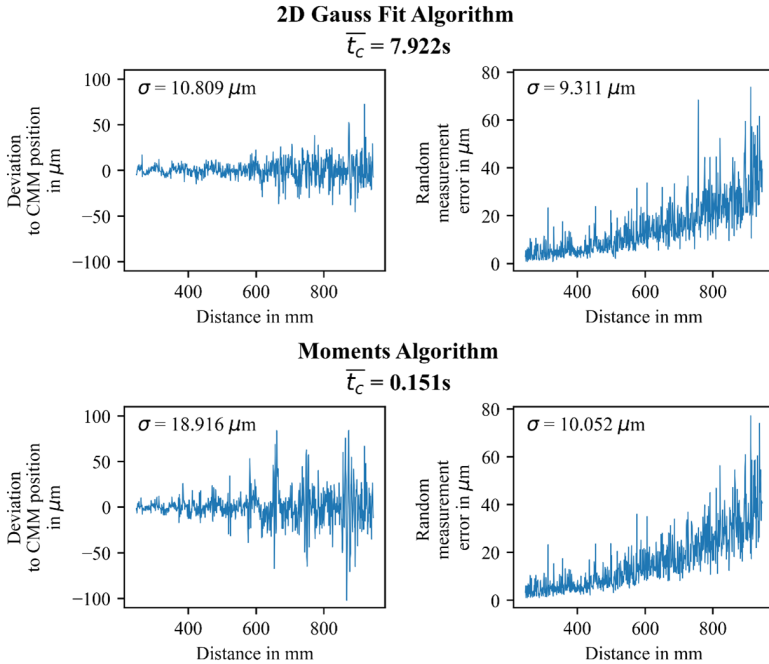 2D Gauss Fit Algorithm
t_c = 7.922s
σ = 10.809 μm
Deviation
to CMM position
in μm
100
50
0
−50
−100
400
600
800
Distance in mm
σ = 9.311 μm
Random
measurement
error in μm
80
60
40
20
0
400
600
800
Distance in mm
Moments Algorithm
t_c = 0.151s
σ = 18.916 μm
Deviation
to CMM position
in μm
100
50
0
−50
−100
400
600
800
Distance in mm
σ = 10.052 μm
Random
measurement
error in μm
80
60
40
20
0
400
600
800
Distance in mm